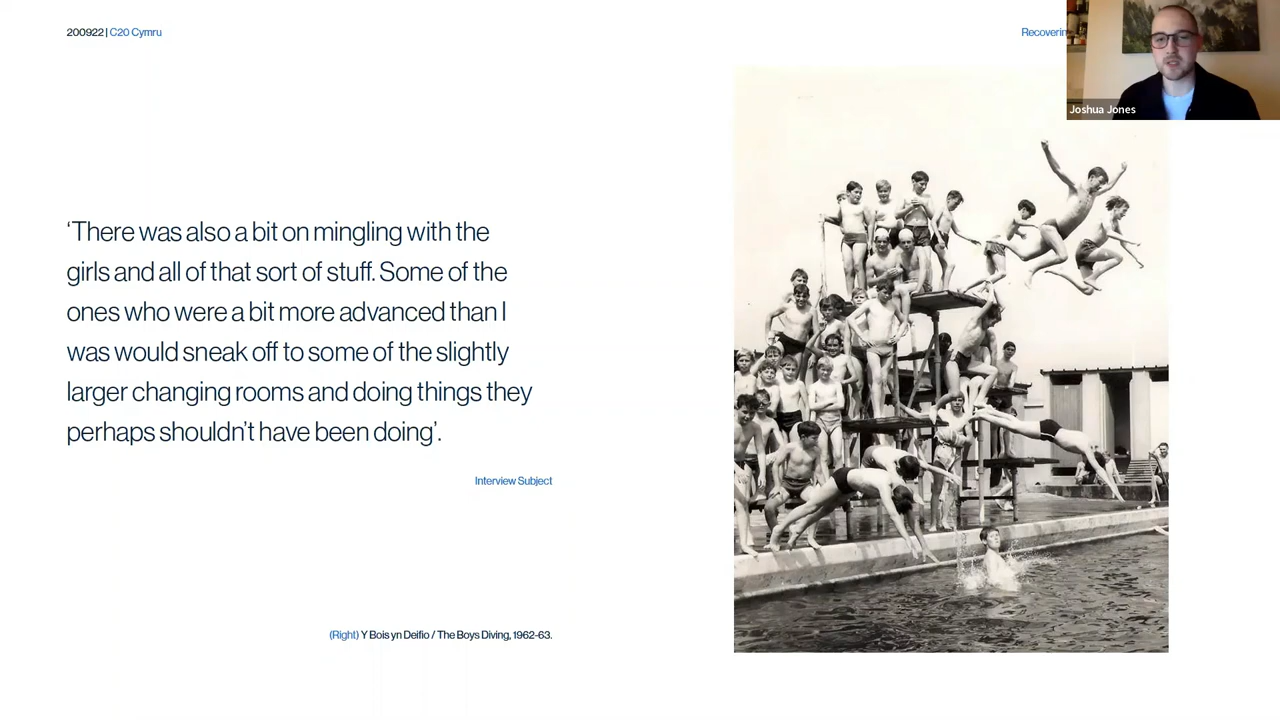 200922 | C20 Cymru
Joshua Jones
‘There was also a bit on mingling with the
girls and all of that sort of stuff. Some of the
ones who were a bit more advanced than I
was would sneak off to some of the slightly
larger changing rooms and doing things they
perhaps shouldn’t have been doing’.
Interview Subject
(Right) Y Bois yn Deifio / The Boys Diving, 1962-63.